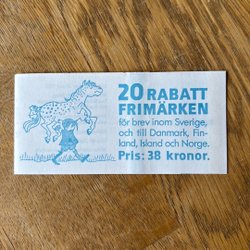 20 RABATT
FRIMÄRKEN
för brev inom Sverige,
och till Danmark, Fin-
land, Island och Norge.
Pris: 38 kronor.